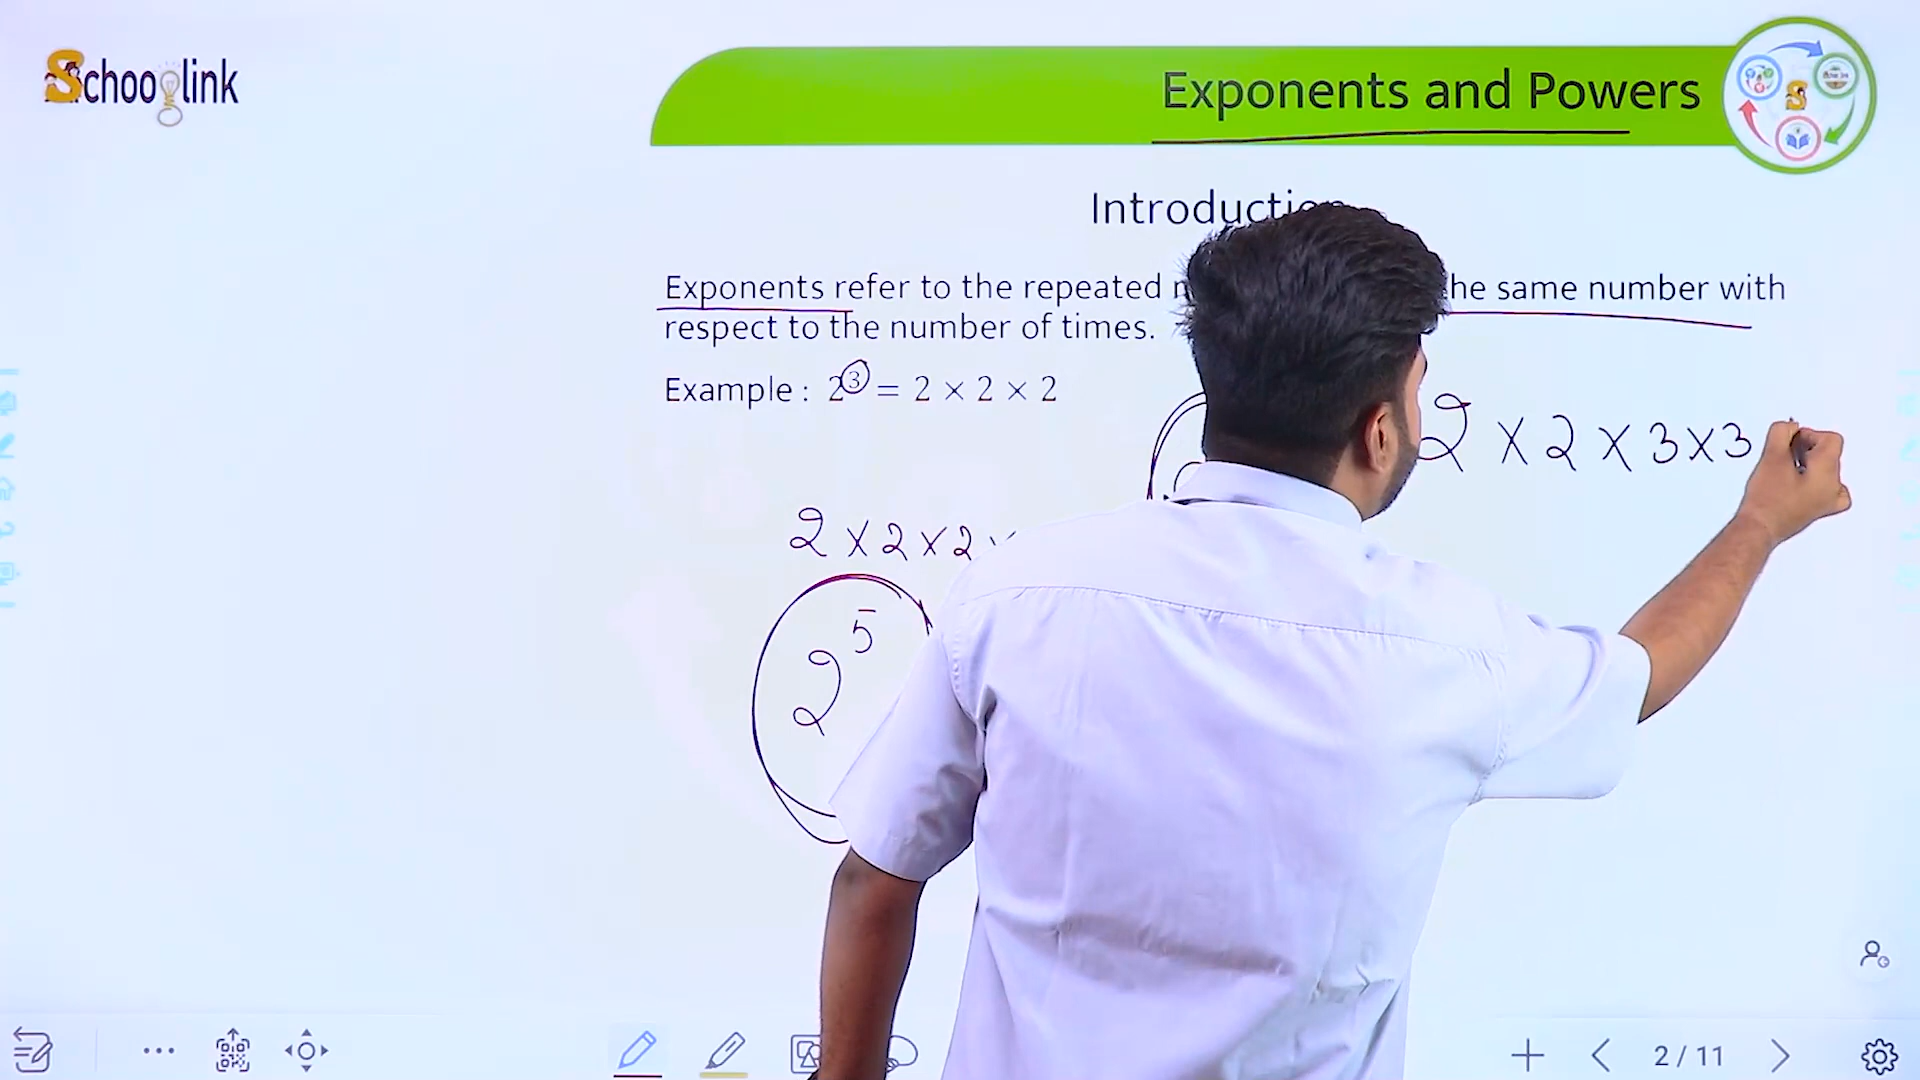 Schoolink
Exponents and Powers
Introduction
Exponents refer to the repeated he same number with
respect to the number of times.
Example : 2³ = 2 × 2 × 2
2 × 2 × 3 × 3
2 × 2 × 2 ×
2⁵
2 / 11